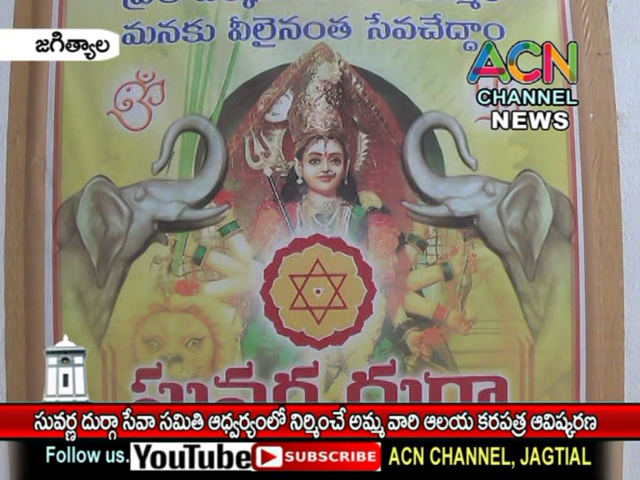 మనకు వీలైనంత సేవచేద్దాం
జగిత్యాల
ACN
CHANNEL
NEWS
ॐ
సువర్ణ దుర్గా
సువర్ణ దుర్గా సేవా సమితి ఆధ్వర్యంలో నిర్మించే అమ్మ వారి ఆలయ కరపత్ర ఆవిష్కరణ
Follow us. YouTube SUBSCRIBE ACN CHANNEL, JAGTIAL